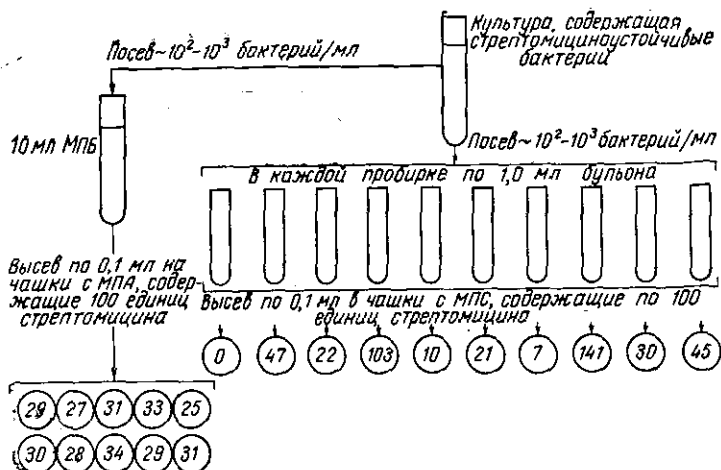 Культура, содержащая
стрептомициноустойчивые
бактерий
Посев~10²-10³ бактерий/мл
10 мл МПБ
Посев~10²-10³ бактерий/мл
В каждой пробирке по 1,0 мл бульона
Высев по 0,1 мл на
чашки с МПА, содер-
жащие 100 единиц
стрептомицина
Высев по 0,1 мл в чашки с МПС, содержащие по 100
единиц стрептомицина
0 47 22 103 10 21 7 141 30 45
29 27 31 33 25
30 28 34 29 31